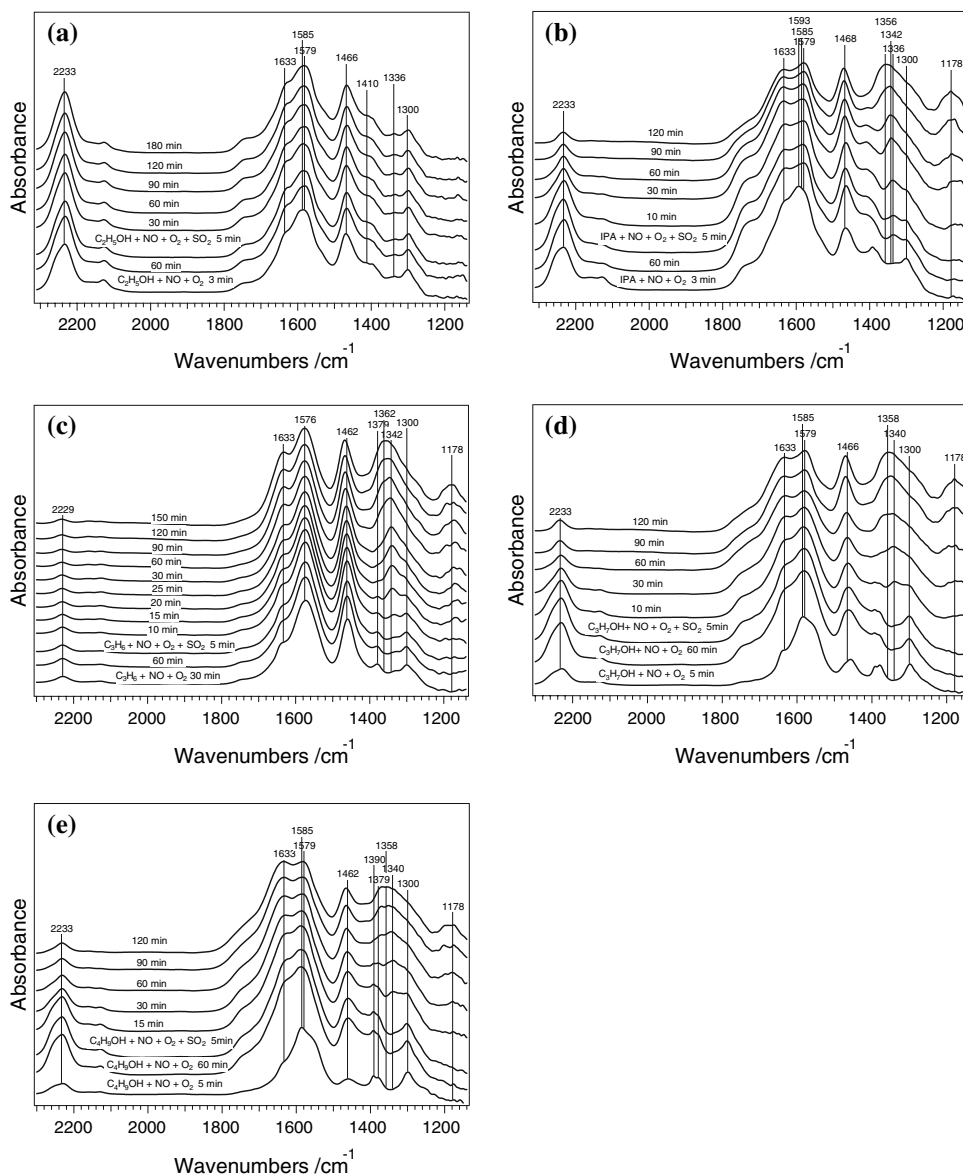 (a)
2233
1633
1585
1579
1466
1410
1336
1300
180 min
120 min
90 min
60 min
30 min
C2H5OH + NO + O2 + SO2 5 min
60 min
C2H5OH + NO + O2 3 min
Absorbance
2200 2000 1800 1600 1400 1200
Wavenumbers /cm-1
(b)
2233
1633
1593
1585
1579
1468
1356
1342
1336
1300
1178
120 min
90 min
60 min
30 min
10 min
IPA + NO + O2 + SO2 5 min
60 min
IPA + NO + O2 3 min
Absorbance
2200 2000 1800 1600 1400 1200
Wavenumbers /cm-1
(c)
2229
1633
1576
1462
1379
1362
1342
1300
1178
150 min
120 min
90 min
60 min
30 min
25 min
20 min
15 min
10 min
C3H6 + NO + O2 + SO2 5 min
60 min
C3H6 + NO + O2 30 min
Absorbance
2200 2000 1800 1600 1400 1200
Wavenumbers /cm-1
(d)
2233
1633
1585
1579
1466
1358
1340
1300
1178
120 min
90 min
60 min
30 min
10 min
C3H7OH+ NO + O2 + SO2 5min
C3H7OH+ NO + O2 60 min
C3H7OH + NO + O2 5 min
Absorbance
2200 2000 1800 1600 1400 1200
Wavenumbers /cm-1
(e)
2233
1633
1585
1579
1462
1390
1379
1358
1340
1300
1178
120 min
90 min
60 min
30 min
15 min
C4H9OH + NO + O2 + SO2 5min
C4H9OH + NO + O2 60 min
C4H9OH + NO + O2 5 min
Absorbance
2200 2000 1800 1600 1400 1200
Wavenumbers /cm-1